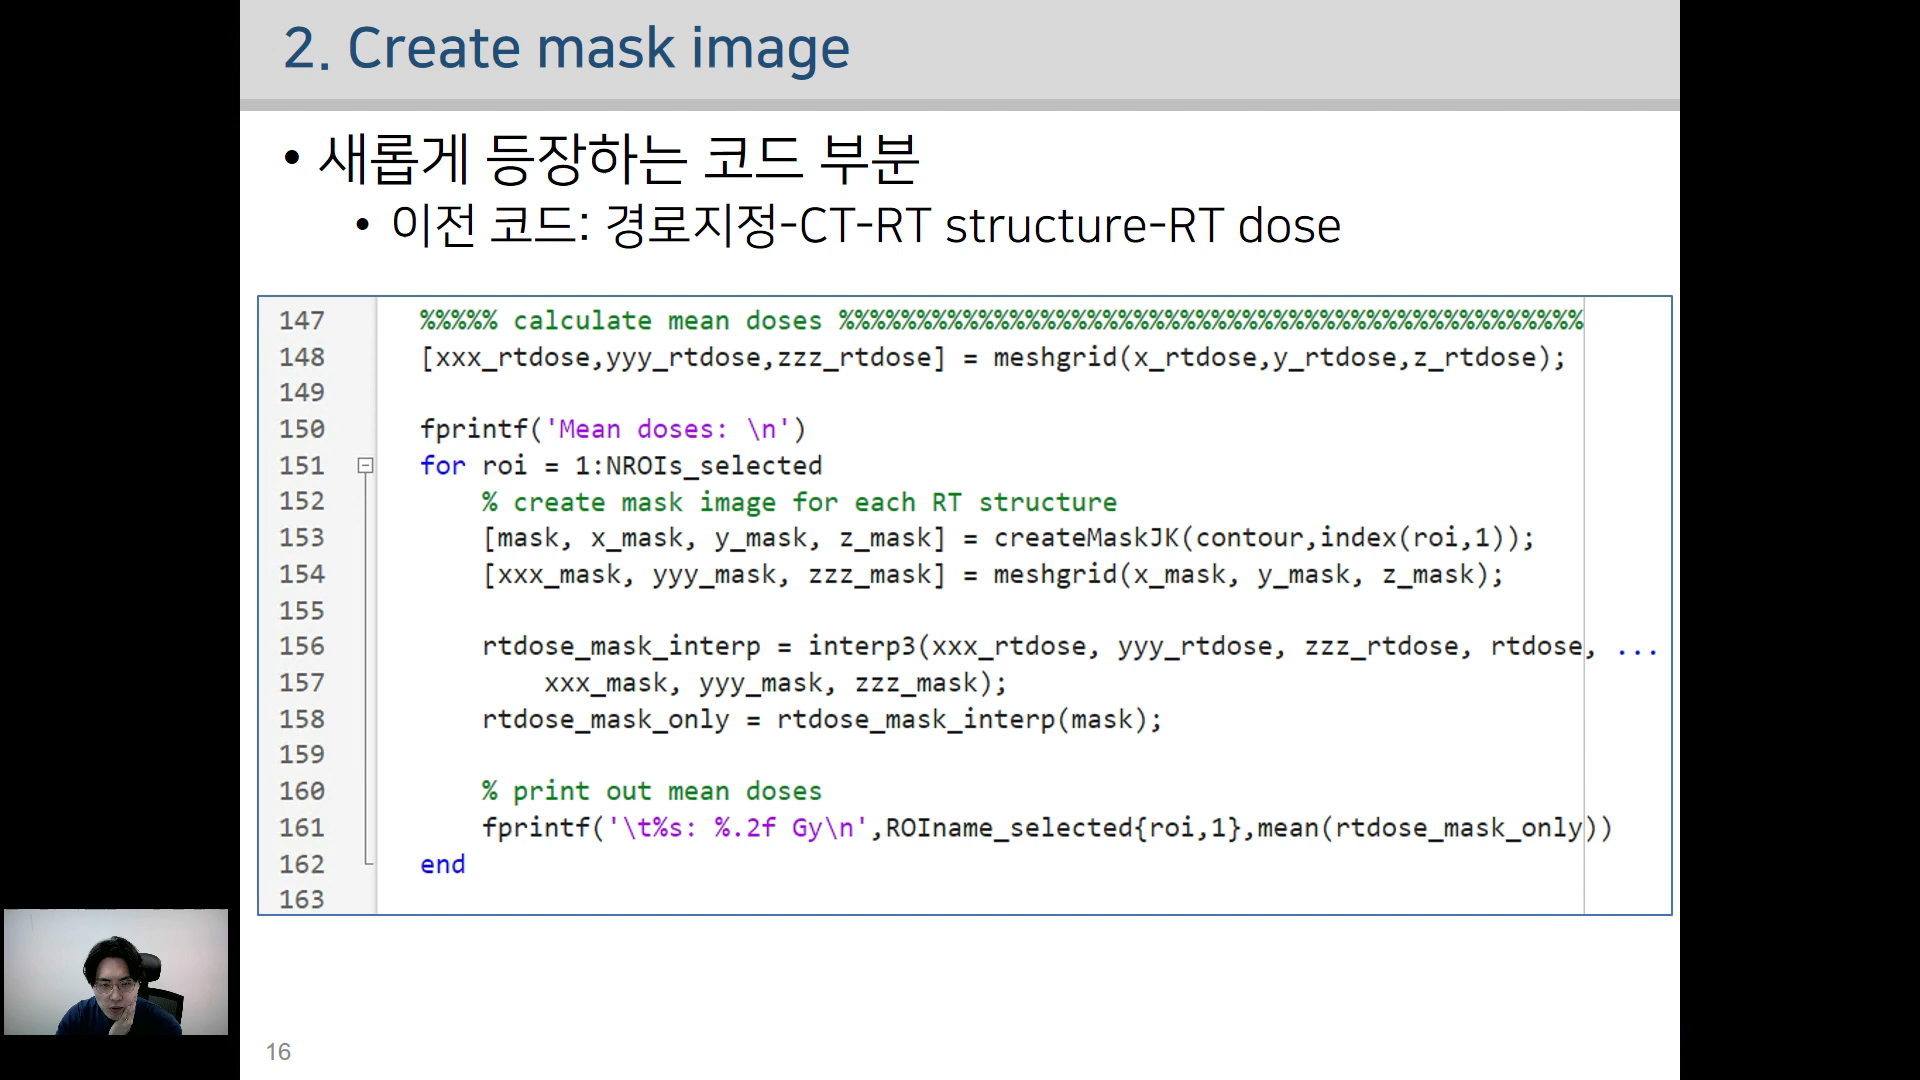 2. Create mask image
• 새롭게 등장하는 코드 부분
• 이전 코드: 경로지정-CT-RT structure-RT dose
147 %%%%% calculate mean doses %%%%%%%%%%%%%%%%%%%%%%%%%%%%%%%%%%%%%%%%%%%%%%%%
148 [xxx_rtdose,yyy_rtdose,zzz_rtdose] = meshgrid(x_rtdose,y_rtdose,z_rtdose);
149
150 fprintf('Mean doses: \n')
151 for roi = 1:NROIs_selected
152 % create mask image for each RT structure
153 [mask, x_mask, y_mask, z_mask] = createMaskJK(contour,index(roi,1));
154 [xxx_mask, yyy_mask, zzz_mask] = meshgrid(x_mask, y_mask, z_mask);
155
156 rtdose_mask_interp = interp3(xxx_rtdose, yyy_rtdose, zzz_rtdose, rtdose, ...
157 xxx_mask, yyy_mask, zzz_mask);
158 rtdose_mask_only = rtdose_mask_interp(mask);
159
160 % print out mean doses
161 fprintf('\t%s: %.2f Gy\n',ROIname_selected{roi,1},mean(rtdose_mask_only))
162 end
163
16